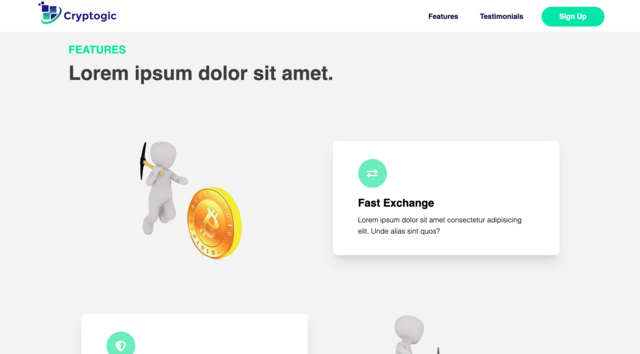 Cryptogic
Features
Testimonials
Sign Up
FEATURES
Lorem ipsum dolor sit amet.
Fast Exchange
Lorem ipsum dolor sit amet consectetur adipisicing
elit. Unde alias sint quos?